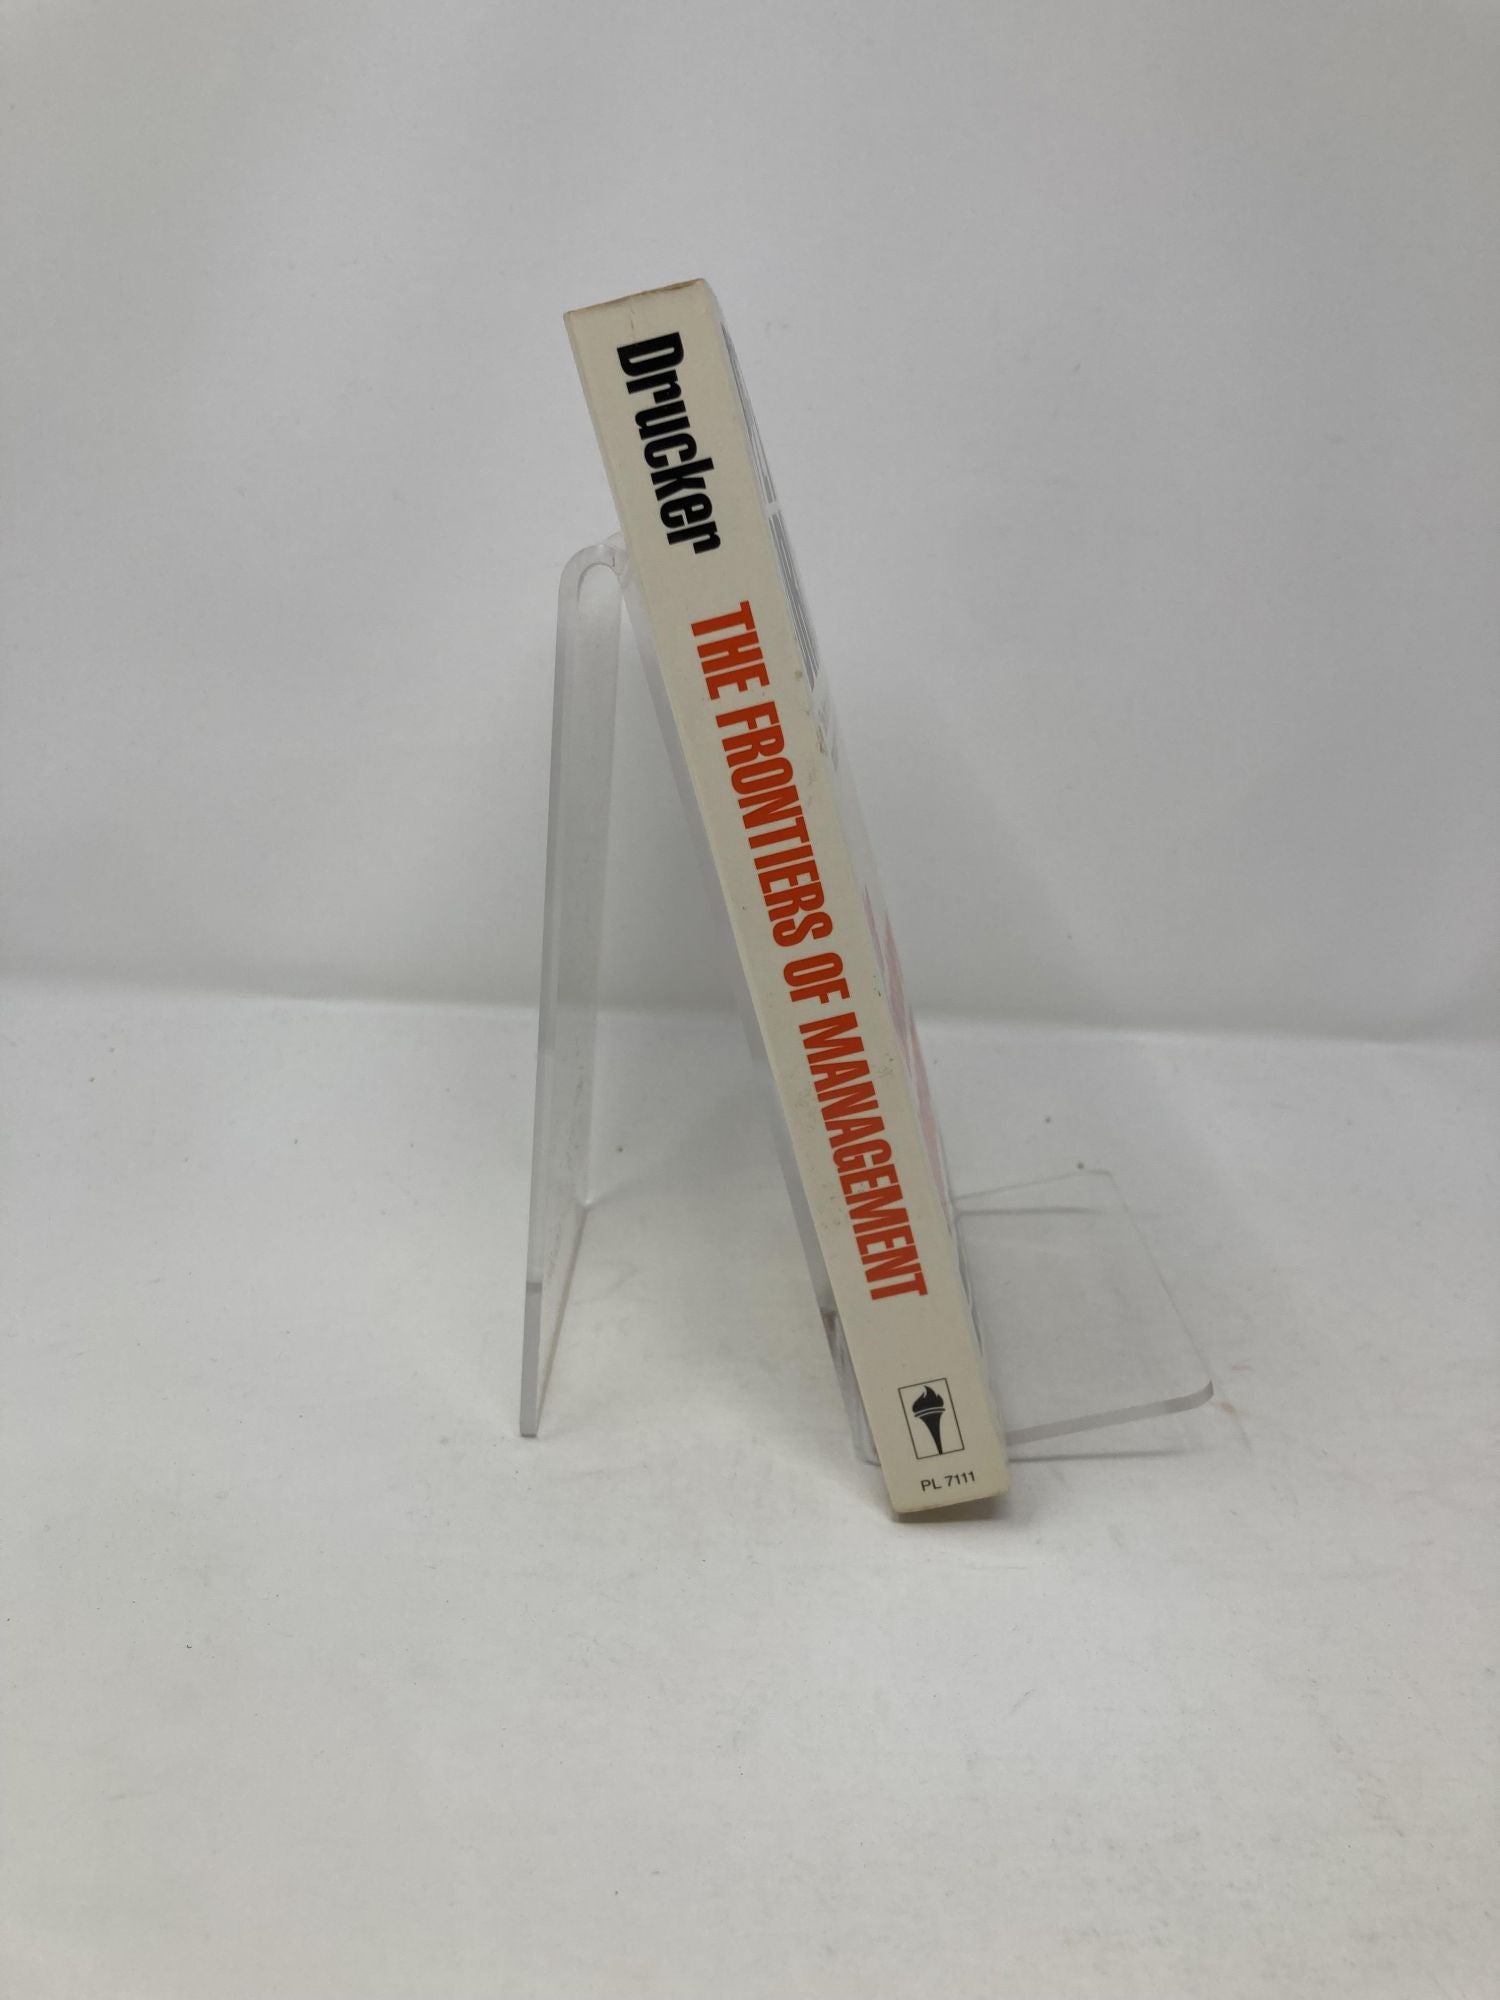 Drucker
THE FRONTIERS OF MANAGEMENT
PL 7111